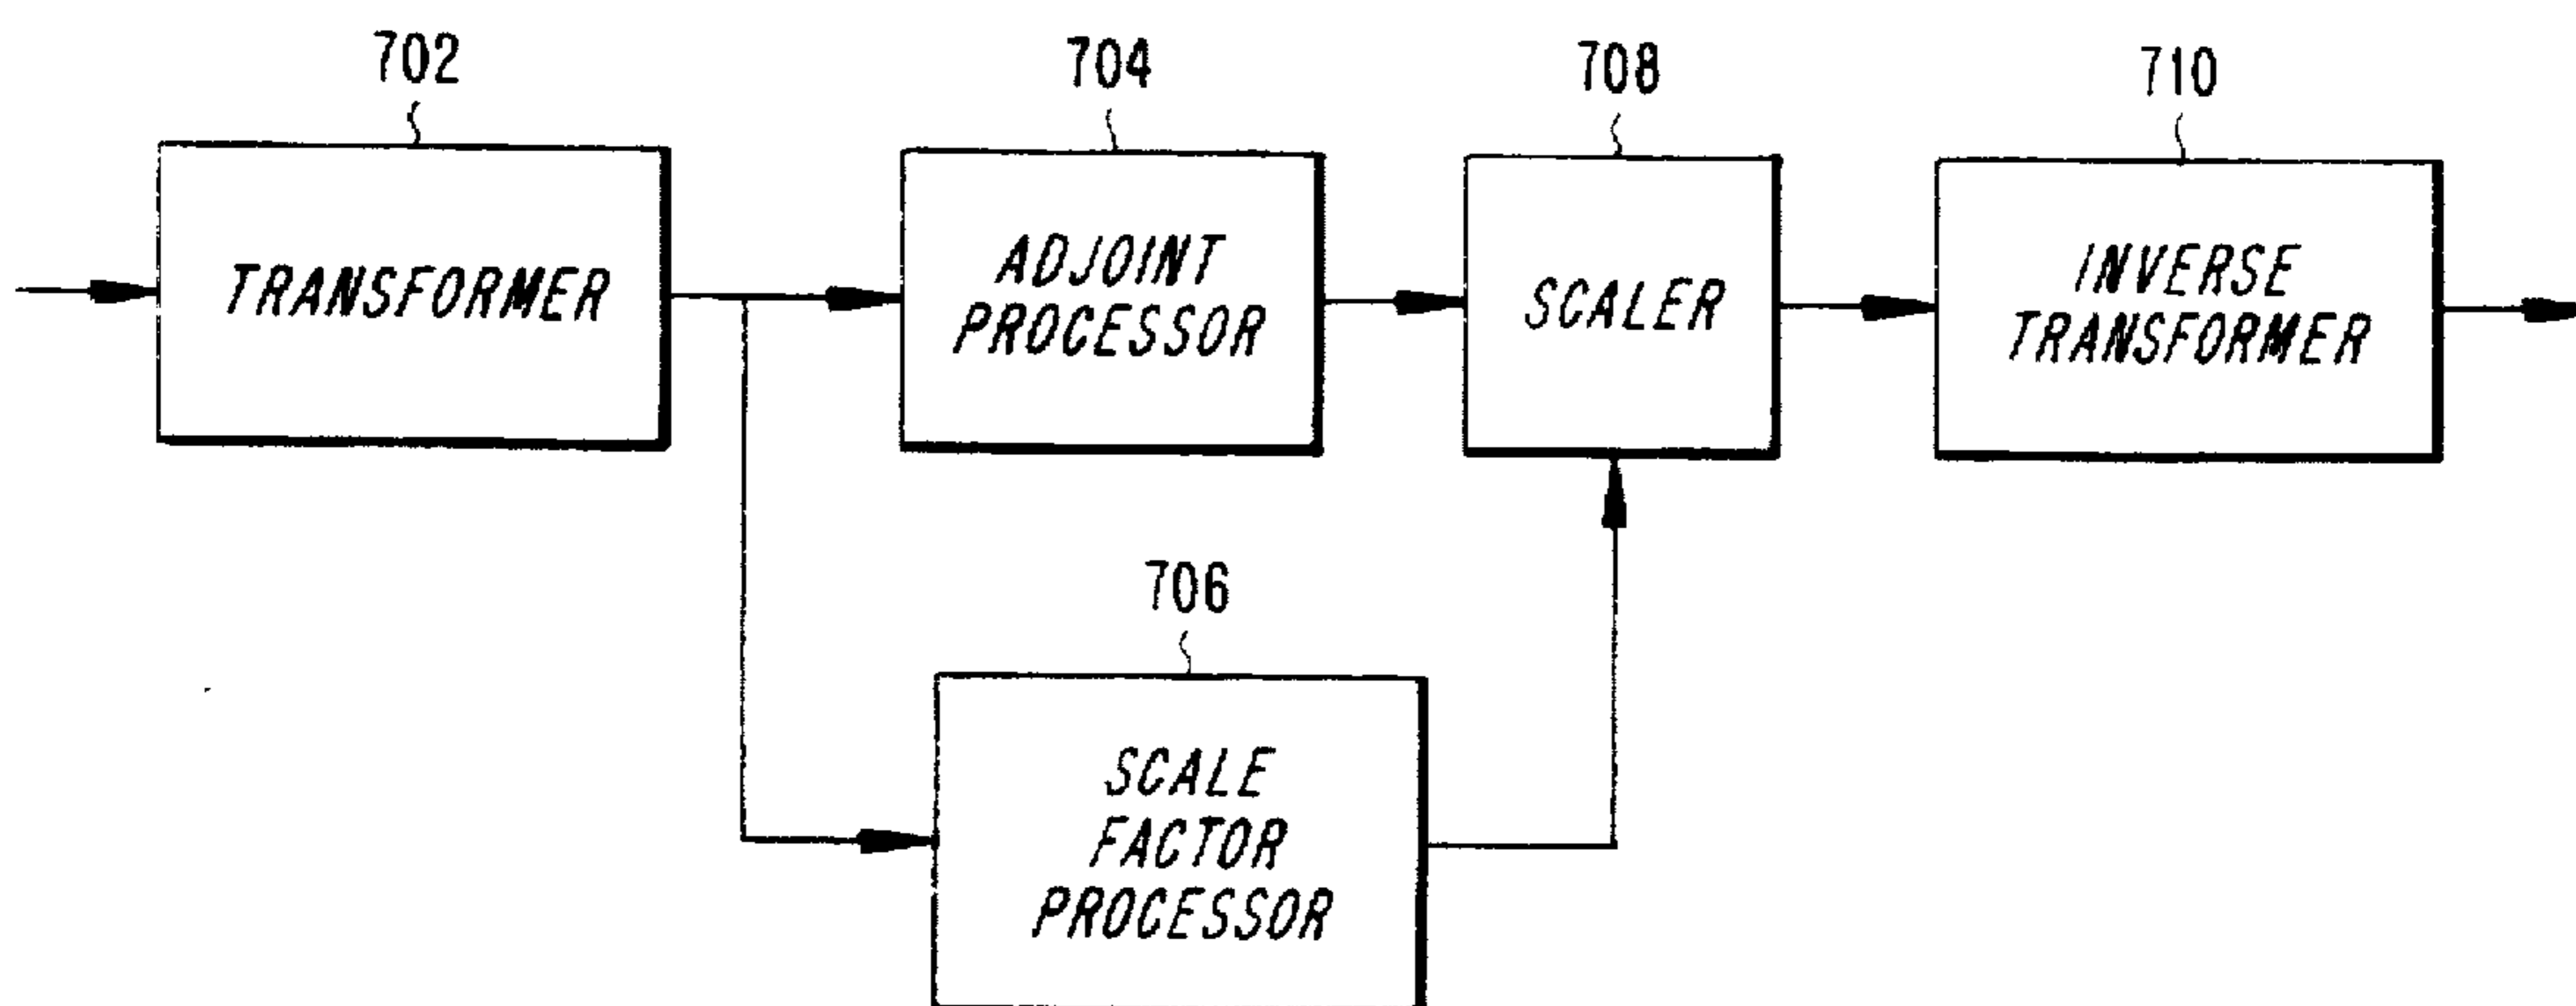 702
704
708
710
TRANSFORMER
ADJOINT
PROCESSOR
SCALER
INVERSE
TRANSFORMER
706
SCALE
FACTOR
PROCESSOR